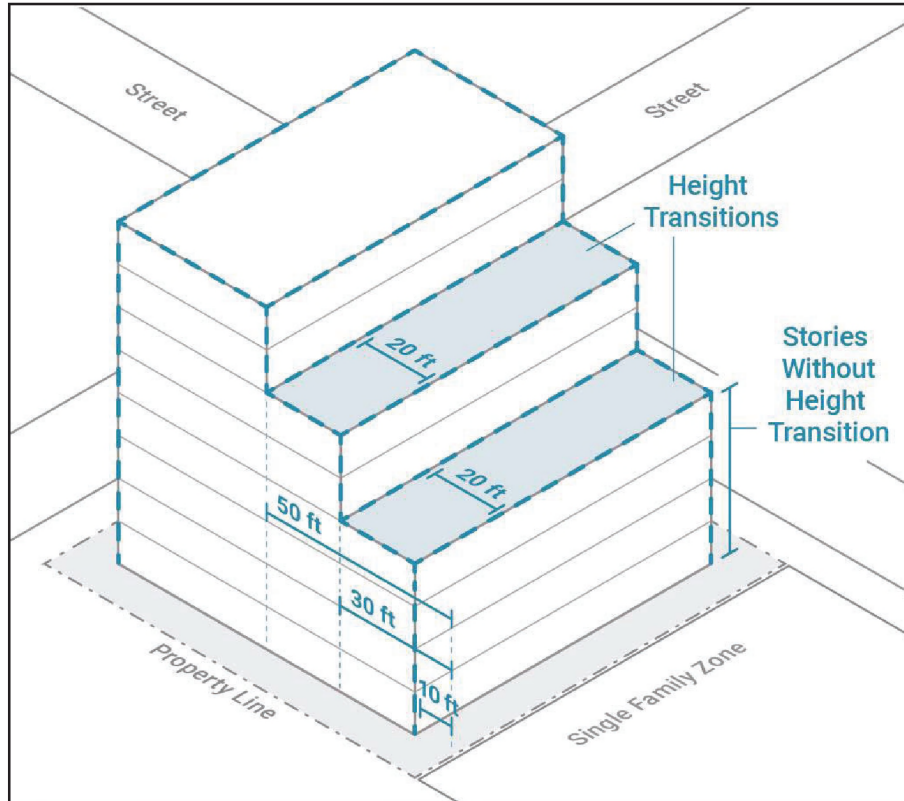 Street
Street
Height
Transitions
20 ft
Stories
Without
Height
Transition
20 ft
50 ft
30 ft
10 ft
Property Line
Single Family Zone